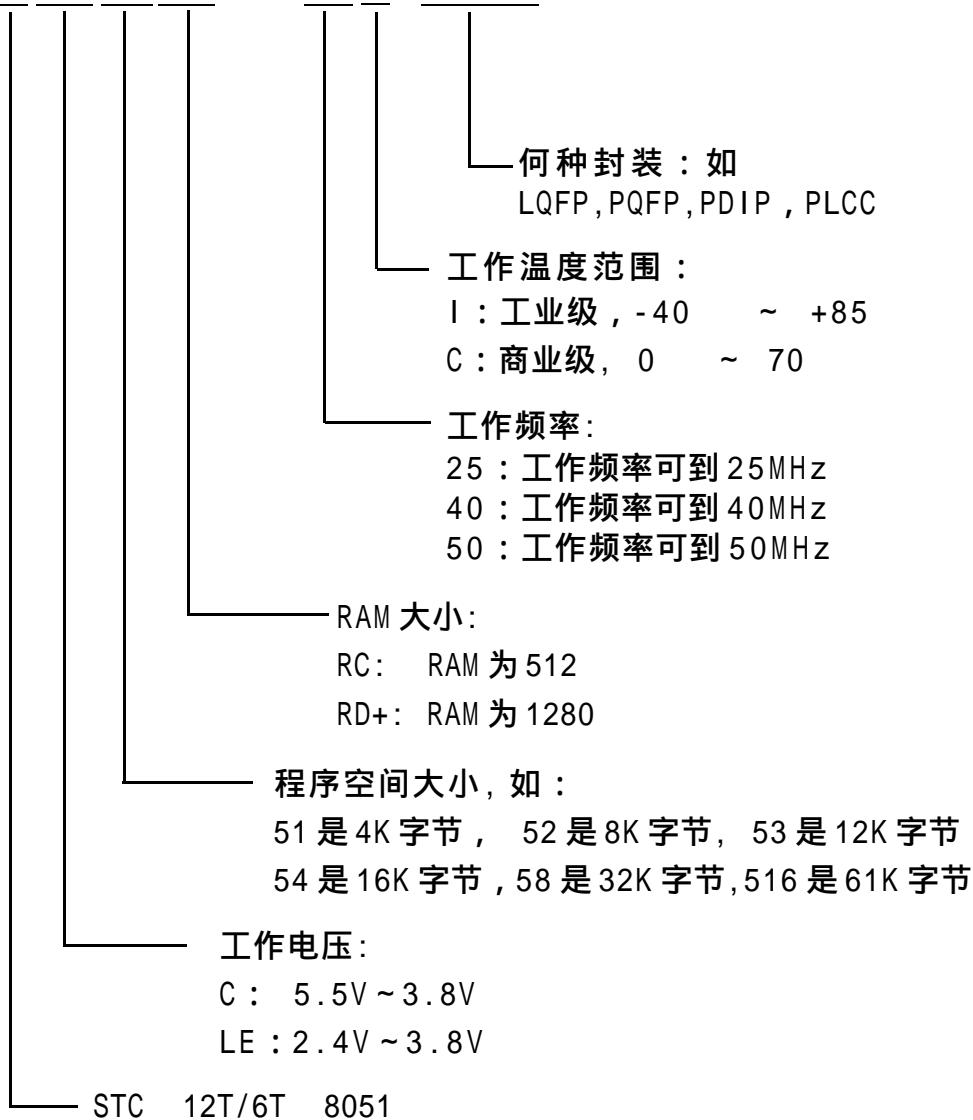 何种封装：如
LQFP,PQFP,PDIP，PLCC
工作温度范围：
I：工业级，-40 ~ +85
C：商业级, 0 ~ 70
工作频率:
25：工作频率可到25MHz
40：工作频率可到40MHz
50：工作频率可到50MHz
RAM大小:
RC: RAM为512
RD+: RAM为1280
程序空间大小,如：
51是4K字节， 52是8K字节, 53是12K字节
54是16K字节，58是32K字节,516是61K字节
工作电压:
C： 5.5V~3.8V
LE：2.4V~3.8V
STC 12T/6T 8051